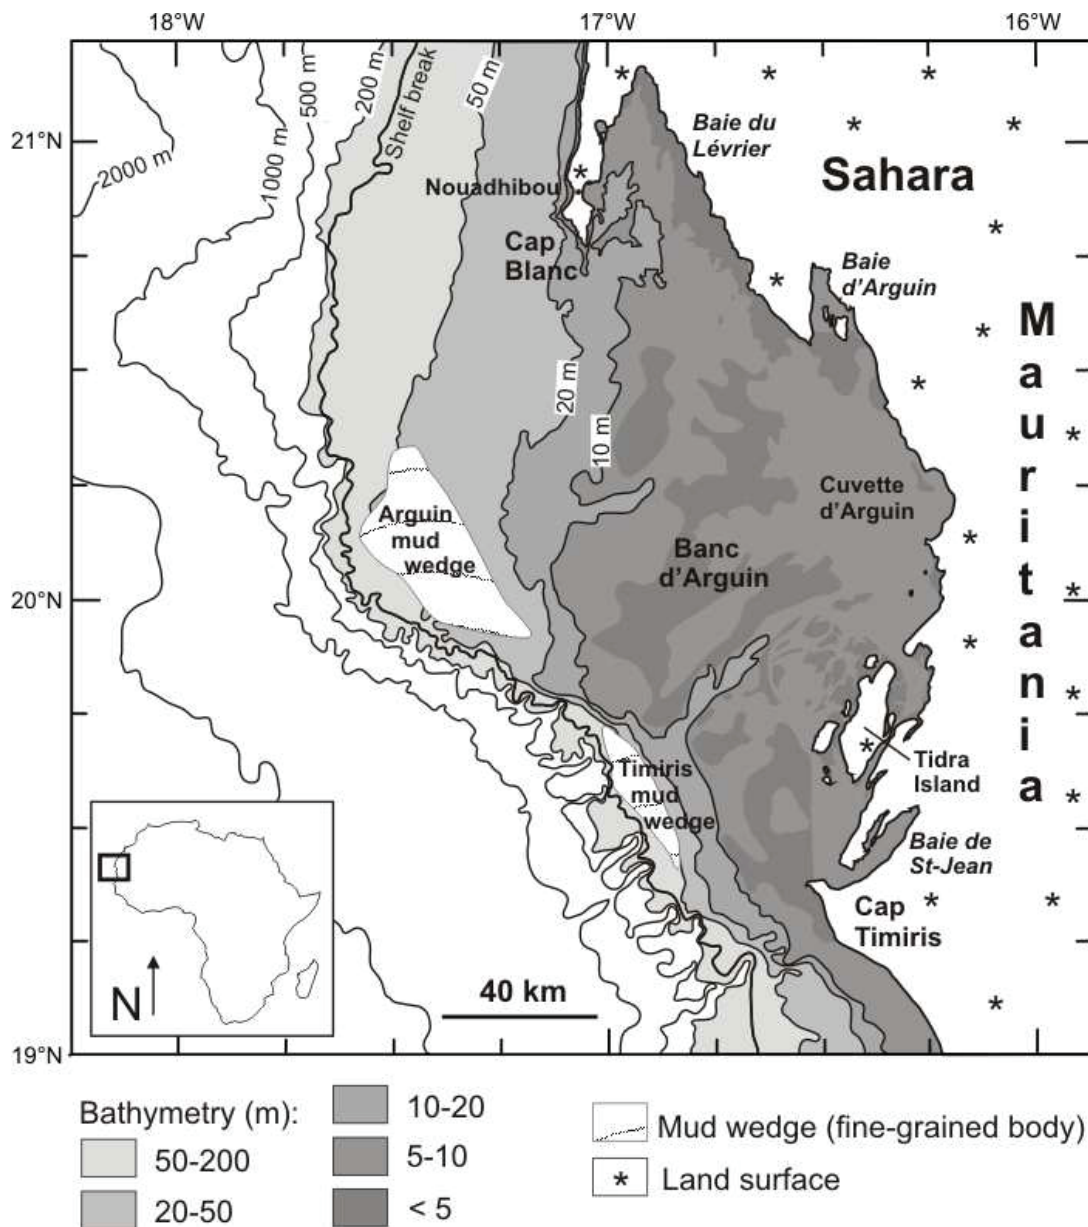 18°W
17°W
16°W
21°N
20°N
19°N
2000 m
1000 m
500 m
200 m
Shelf break
50 m
20 m
10 m
Baie du
Lévrier
Sahara
Nouadhibou
Cap
Blanc
Baie
d'Arguin
Mauritania
Arguin
mud
wedge
Cuvette
d'Arguin
Banc
d'Arguin
Timiris
mud
wedge
Tidra
Island
Baie de
St-Jean
Cap
Timiris
N
40 km
Bathymetry (m):
50-200
20-50
10-20
5-10
< 5
Mud wedge (fine-grained body)
* Land surface